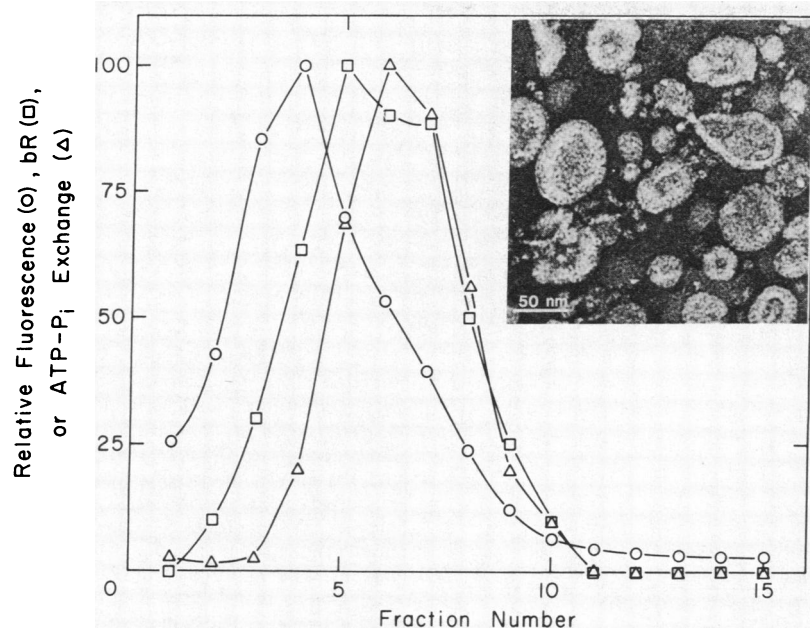 Relative Fluorescence (O), bR (□),
or ATP-Pi Exchange (Δ)
100
75
50
25
0
5
10
15
Fraction Number
50 nm